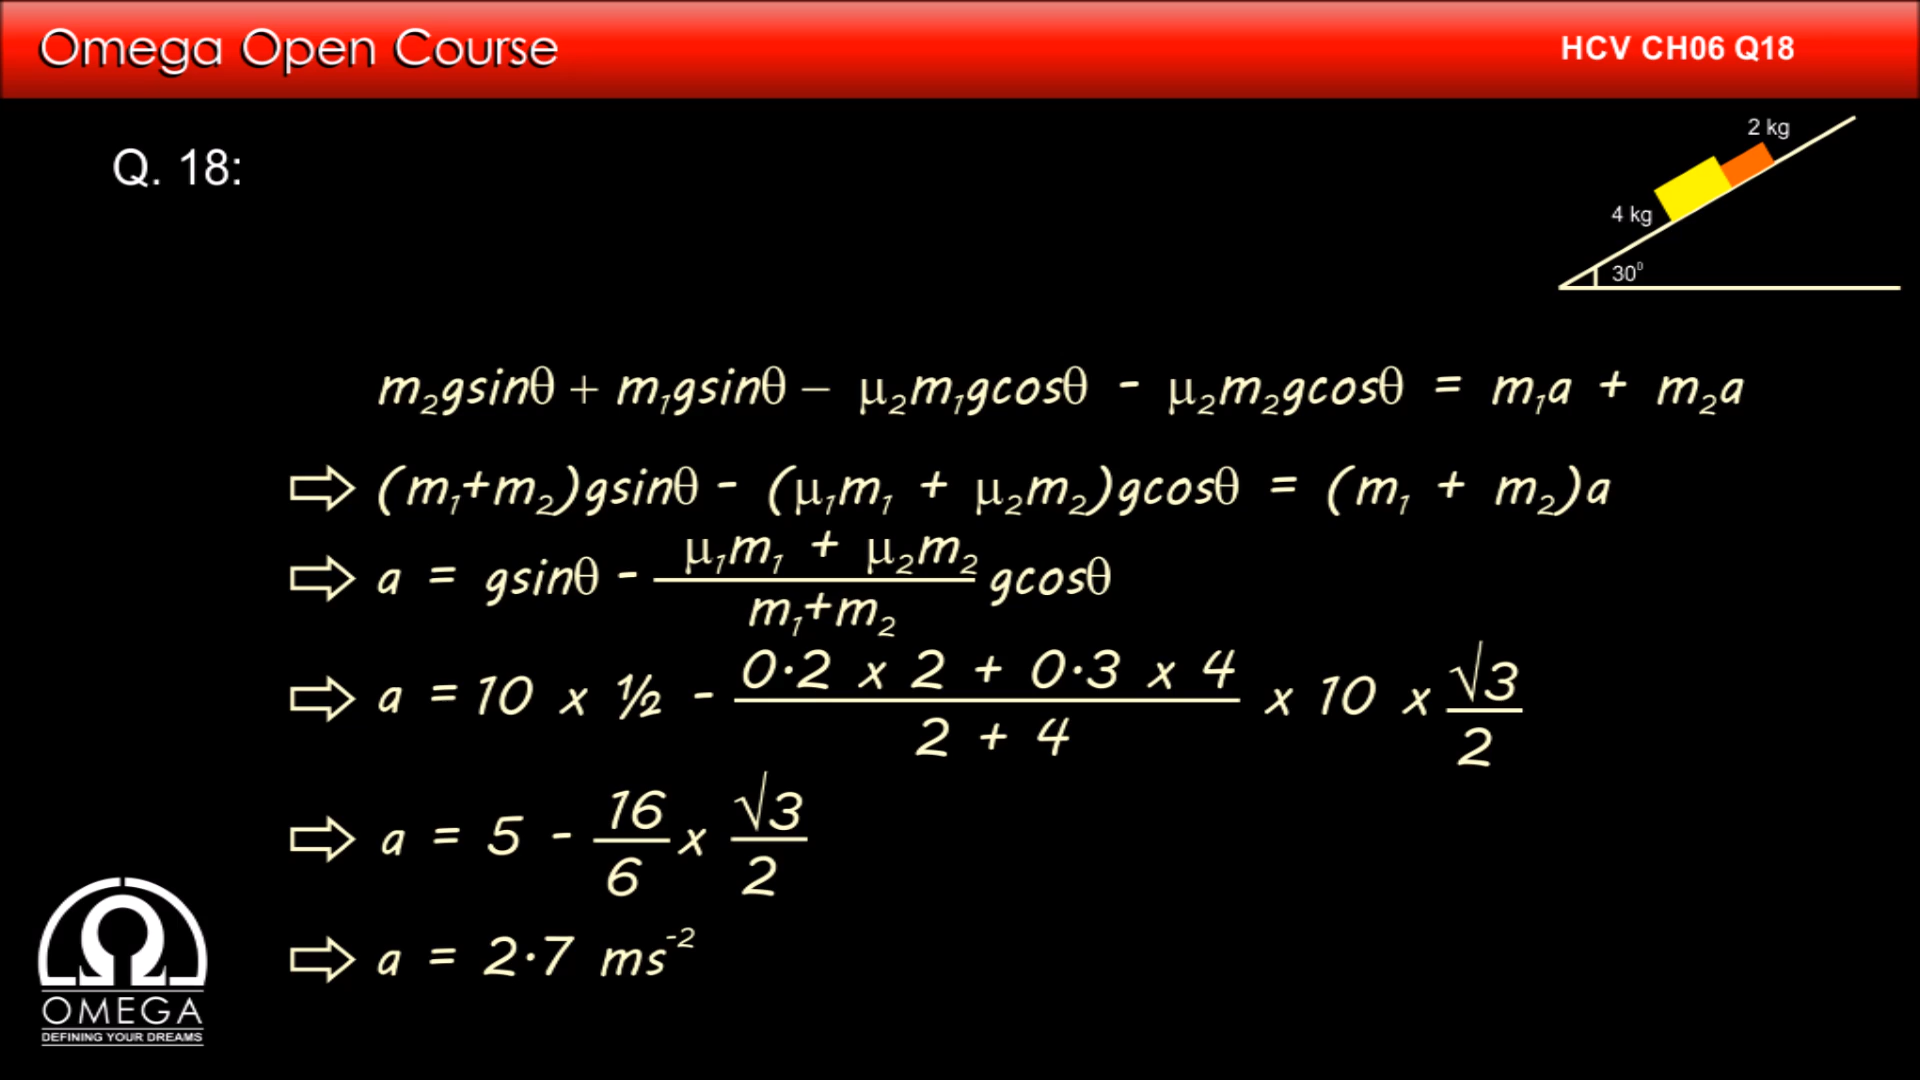 Omega Open Course
HCV CH06 Q18
Q. 18:
2 kg
4 kg
30⁰
m₂gsinθ + m₁gsinθ – μ₂m₁gcosθ - μ₂m₂gcosθ = m₁a + m₂a
⇨ (m₁+m₂)gsinθ - (μ₁m₁ + μ₂m₂)gcosθ = (m₁ + m₂)a
⇨ a = gsinθ - (μ₁m₁ + μ₂m₂)/(m₁+m₂) gcosθ
⇨ a = 10 x ½ - (0·2 x 2 + 0·3 x 4)/(2 + 4) x 10 x √3/2
⇨ a = 5 - 16/6 x √3/2
⇨ a = 2·7 ms⁻²
OMEGA
DEFINING YOUR DREAMS